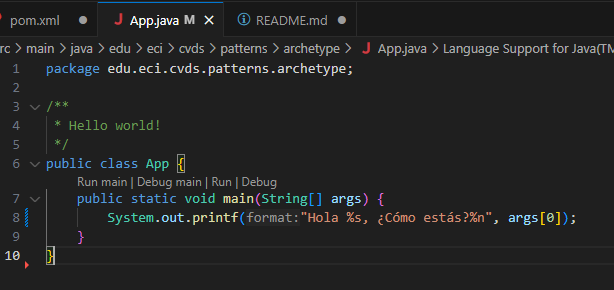 pom.xml App.java M README.md
rc > main > java > edu > eci > cvds > patterns > archetype > App.java > Language Support for Java(TM
1 package edu.eci.cvds.patterns.archetype;
2
3 /**
4 * Hello world!
5 */
6 public class App {
Run main | Debug main | Run | Debug
7 public static void main(String[] args) {
8 System.out.printf(format:"Hola %s, ¿Cómo estás?%n", args[0]);
9 }
10 }